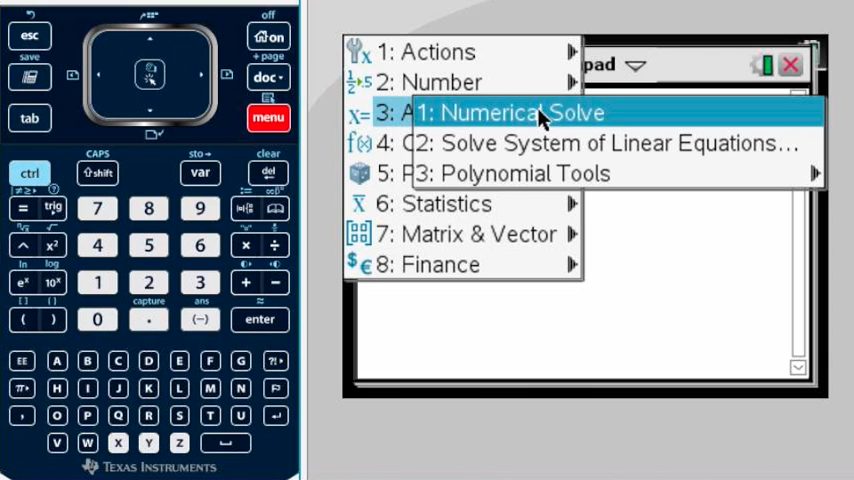 off
esc
on
save
+ page
doc
tab
menu
CAPS
sto→
clear
ctrl
⇧shift
var
del
= trig 7 8 9
^ x² 4 5 6 × ÷
ln log
eˣ 10ˣ 1 2 3 + −
[ ] { } capture ans ≈
( ) 0 . (−) enter
EE A B C D E F G ?!▸
π▸ H I J K L M N
, O P Q R S T U ↵
V W X Y Z
TEXAS INSTRUMENTS
1: Actions
pad
2: Number
3: A
1: Numerical Solve
4: C
2: Solve System of Linear Equations...
5: P
3: Polynomial Tools
6: Statistics
7: Matrix & Vector
8: Finance